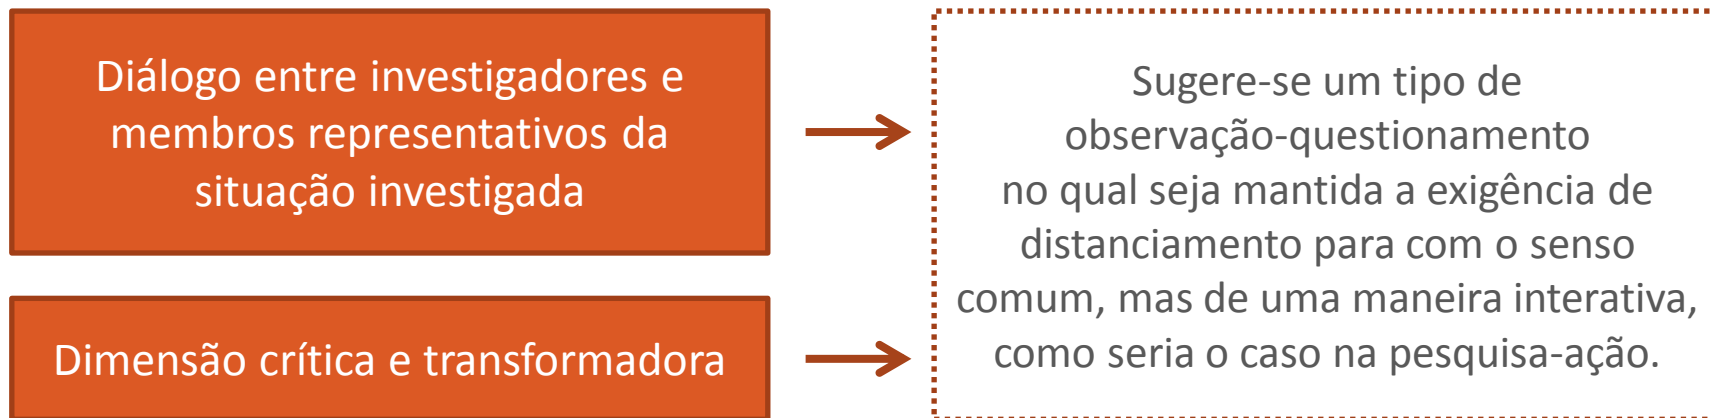 Diálogo entre investigadores e
membros representativos da
situação investigada
Dimensão crítica e transformadora
Sugere-se um tipo de
observação-questionamento
no qual seja mantida a exigência de
distanciamento para com o senso
comum, mas de uma maneira interativa,
como seria o caso na pesquisa-ação.